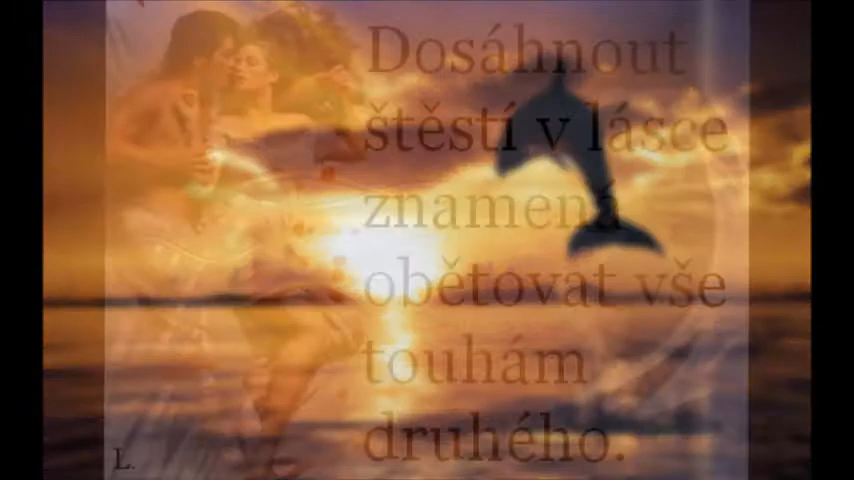 Dosáhnout
štěstí v lásce
znamená
obětovat vše
touhám
druhého.
L.